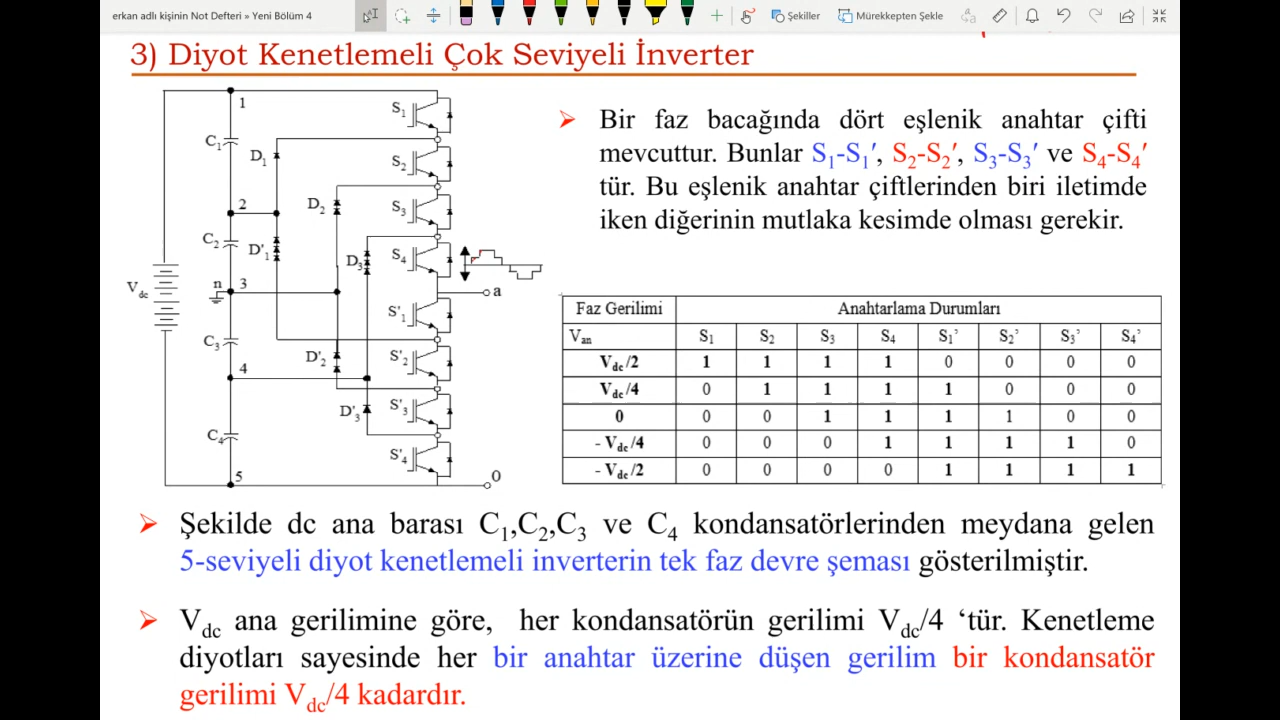 erkan adlı kişinin Not Defteri » Yeni Bölüm 4
Şekiller
Mürekkepten Şekle
3) Diyot Kenetlemeli Çok Seviyeli İnverter
1
C1
D1
2
C2
D'1
Vdc
n
3
C3
4
C4
5
D2
D3
D'2
D'3
S1
S2
S3
S4
S'1
S'2
S'3
S'4
a
0
➢ Bir faz bacağında dört eşlenik anahtar çifti
mevcuttur. Bunlar S1-S1′, S2-S2′, S3-S3′ ve S4-S4′
tür. Bu eşlenik anahtar çiftlerinden biri iletimde
iken diğerinin mutlaka kesimde olması gerekir.
Faz Gerilimi Anahtarlama Durumları
Van S1 S2 S3 S4 S1’ S2’ S3’ S4’
Vdc/2 1 1 1 1 0 0 0 0
Vdc/4 0 1 1 1 1 0 0 0
0 0 0 1 1 1 1 0 0
- Vdc/4 0 0 0 1 1 1 1 0
- Vdc/2 0 0 0 0 1 1 1 1
➢ Şekilde dc ana barası C1,C2,C3 ve C4 kondansatörlerinden meydana gelen
5-seviyeli diyot kenetlemeli inverterin tek faz devre şeması gösterilmiştir.
➢ Vdc ana gerilimine göre, her kondansatörün gerilimi Vdc/4 ‘tür. Kenetleme
diyotları sayesinde her bir anahtar üzerine düşen gerilim bir kondansatör
gerilimi Vdc/4 kadardır.